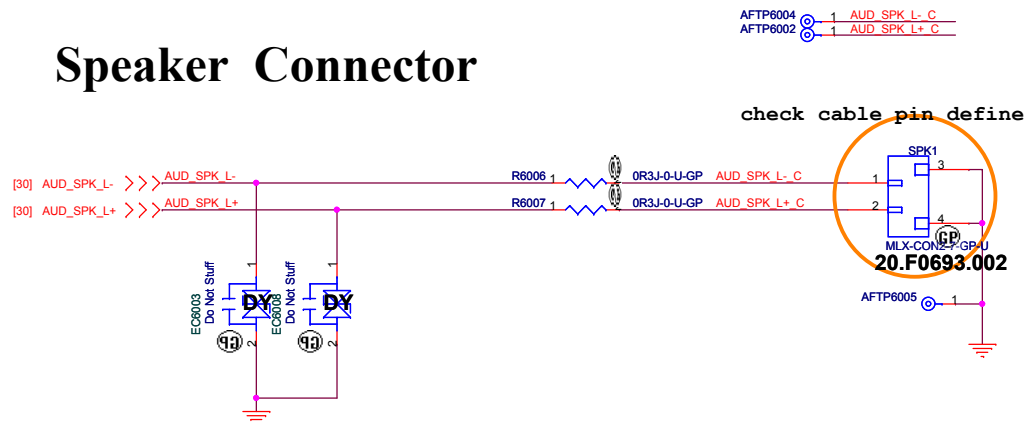 AFTP6004 1 AUD_SPK_L-_C
AFTP6002 1 AUD_SPK_L+_C
Speaker Connector
check cable pin define
SPK1
[30] AUD_SPK_L- AUD_SPK_L- R6006 1 2 0R3J-0-U-GP AUD_SPK_L-_C 1 3
[30] AUD_SPK_L+ AUD_SPK_L+ R6007 1 2 0R3J-0-U-GP AUD_SPK_L+_C 2 4
GP
MLX-CON2-7-GP-U
20.F0693.002
AFTP6005 1
EC6003
Do Not Stuff
1
DY
GP
2
EC6008
Do Not Stuff
1
DY
GP
2